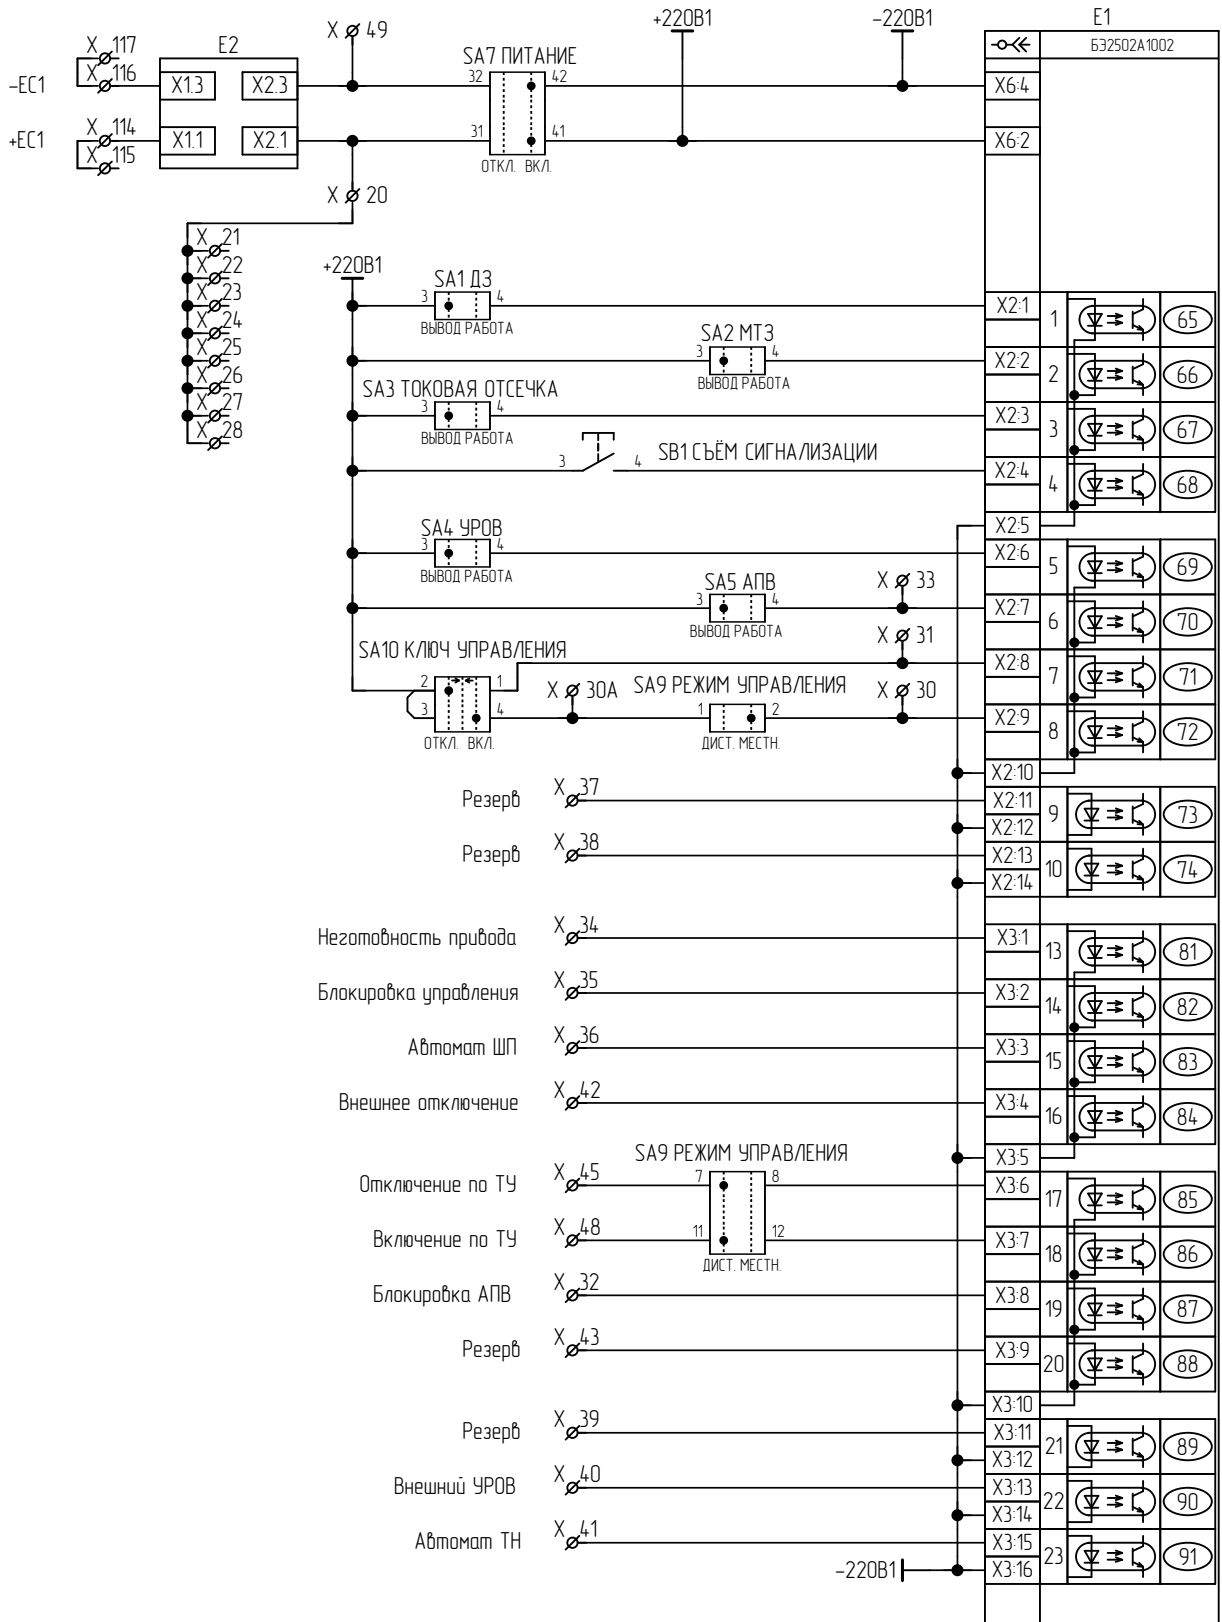 +220В1 -220В1 E1
X 49 Б32502А1002
X 117 E2 SA7 ПИТАНИЕ
X 116 32 42
-EC1 X1.3 X2.3 X6:4
X 114 31 41
+EC1 X1.1 X2.1 X6:2
X 115
ОТКЛ. ВКЛ.
X 20
X 21
X 22
X 23
X 24
X 25
X 26
X 27
X 28
+220В1
SA1 ДЗ
3 4 X2:1 1 65
ВЫВОД РАБОТА
SA2 МТЗ
3 4 X2:2 2 66
ВЫВОД РАБОТА
SA3 ТОКОВАЯ ОТСЕЧКА
3 4 X2:3 3 67
ВЫВОД РАБОТА
SB1 СЪЁМ СИГНАЛИЗАЦИИ
3 4 X2:4 4 68
X2:5
SA4 УРОВ
3 4 X2:6 5 69
ВЫВОД РАБОТА
SA5 АПВ X 33
3 4 X2:7 6 70
ВЫВОД РАБОТА
X 31
SA10 КЛЮЧ УПРАВЛЕНИЯ
2 1 X2:8 7 71
X 30А SA9 РЕЖИМ УПРАВЛЕНИЯ X 30
3 4 1 2 X2:9 8 72
ОТКЛ. ВКЛ. ДИСТ. МЕСТН.
X2:10
Резерв X 37 X2:11 9 73
X2:12
Резерв X 38 X2:13 10 74
X2:14
Неготовность привода X 34 X3:1 13 81
Блокировка управления X 35 X3:2 14 82
Автомат ШП X 36 X3:3 15 83
Внешнее отключение X 42 X3:4 16 84
SA9 РЕЖИМ УПРАВЛЕНИЯ X3:5
Отключение по ТУ X 45 7 8 X3:6 17 85
Включение по ТУ X 48 11 12 X3:7 18 86
ДИСТ. МЕСТН.
Блокировка АПВ X 32 X3:8 19 87
Резерв X 43 X3:9 20 88
X3:10
Резерв X 39 X3:11 21 89
X3:12
Внешний УРОВ X 40 X3:13 22 90
X3:14
Автомат ТН X 41 X3:15 23 91
-220В1 X3:16